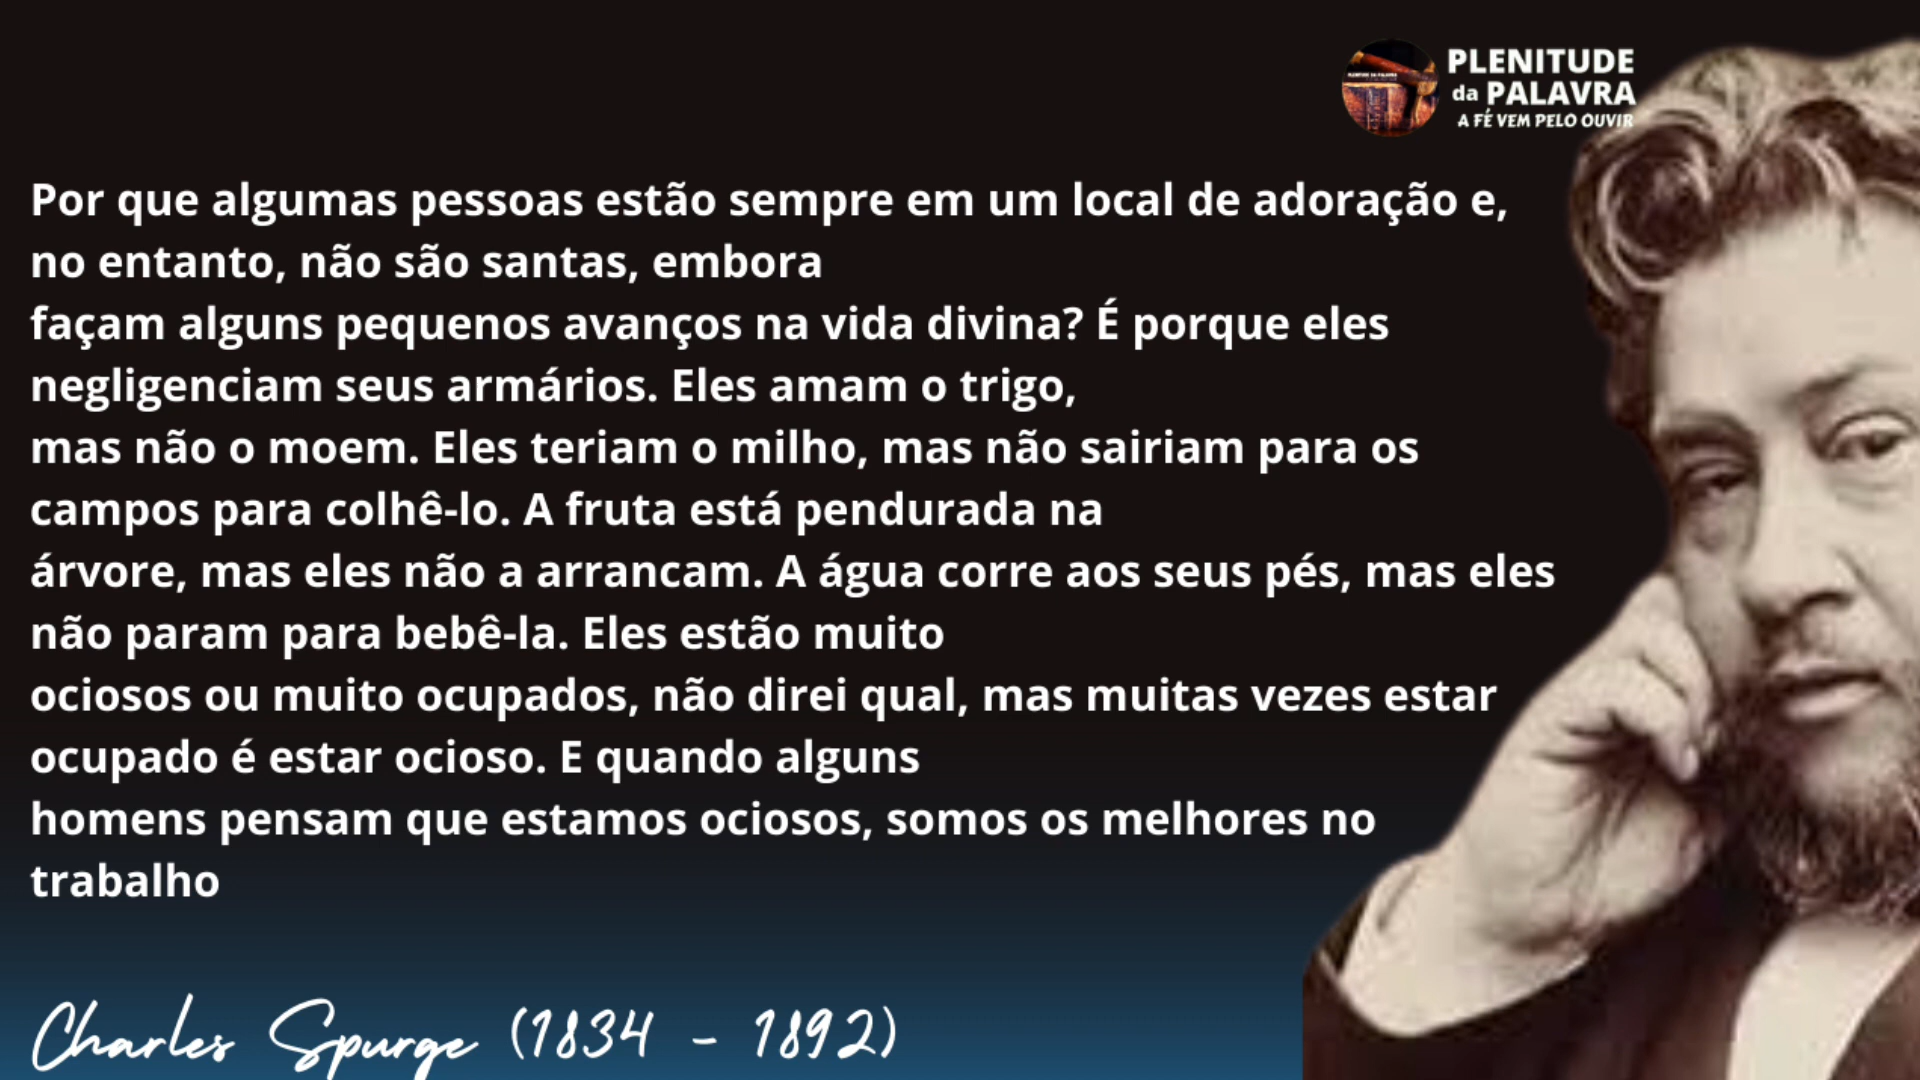 PLENITUDE
da PALAVRA
A FÉ VEM PELO OUVIR
Por que algumas pessoas estão sempre em um local de adoração e,
no entanto, não são santas, embora
façam alguns pequenos avanços na vida divina? É porque eles
negligenciam seus armários. Eles amam o trigo,
mas não o moem. Eles teriam o milho, mas não sairiam para os
campos para colhê-lo. A fruta está pendurada na
árvore, mas eles não a arrancam. A água corre aos seus pés, mas eles
não param para bebê-la. Eles estão muito
ociosos ou muito ocupados, não direi qual, mas muitas vezes estar
ocupado é estar ocioso. E quando alguns
homens pensam que estamos ociosos, somos os melhores no
trabalho
Charles Spurge (1834 - 1892)